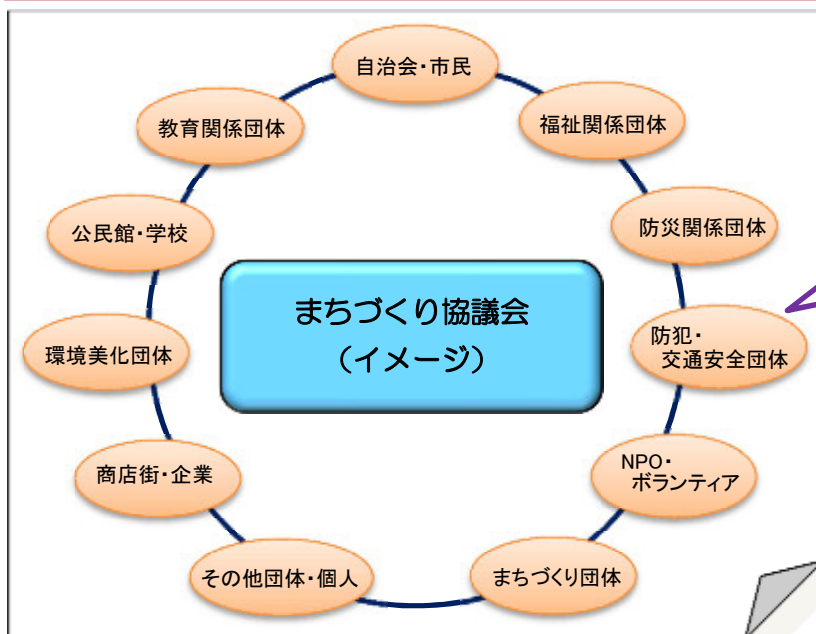 自治会・市民
教育関係団体
福祉関係団体
公民館・学校
防災関係団体
まちづくり協議会
（イメージ）
環境美化団体
防犯・
交通安全団体
商店街・企業
NPO・
ボランティア
その他団体・個人
まちづくり団体